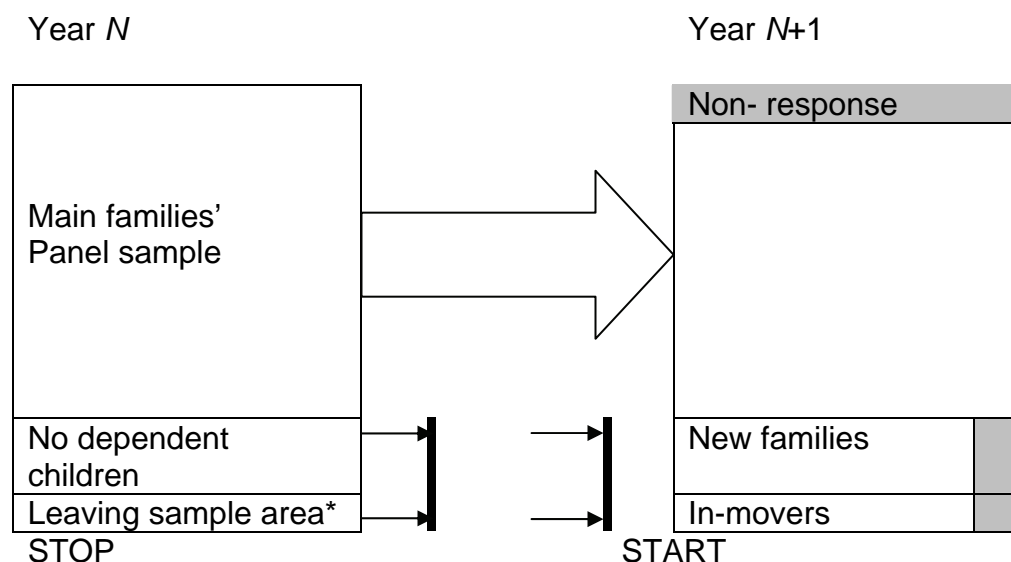 Year N
Year N+1
Non- response
Main families’
Panel sample
No dependent
children
New families
Leaving sample area*
In-movers
STOP
START